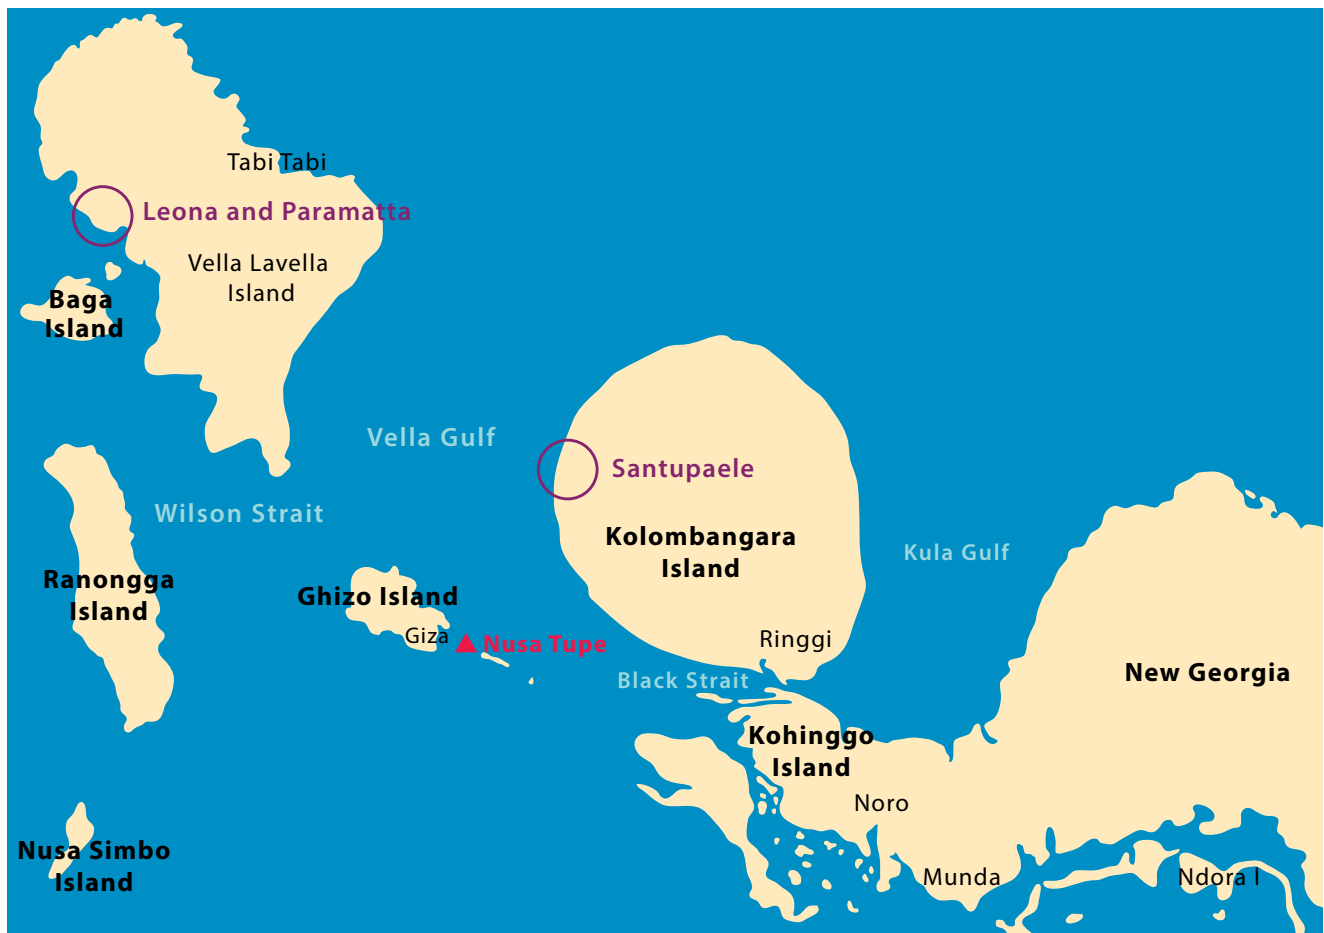 Tabi Tabi
Leona and Paramatta
Vella Lavella
Island
Baga
Island
Vella Gulf
Santupaele
Wilson Strait
Kolombangara
Island
Kula Gulf
Ranongga
Island
Ghizo Island
Giza
Nusa Tupe
Ringgi
Black Strait
New Georgia
Kohinggo
Island
Noro
Nusa Simbo
Island
Munda
Ndora I